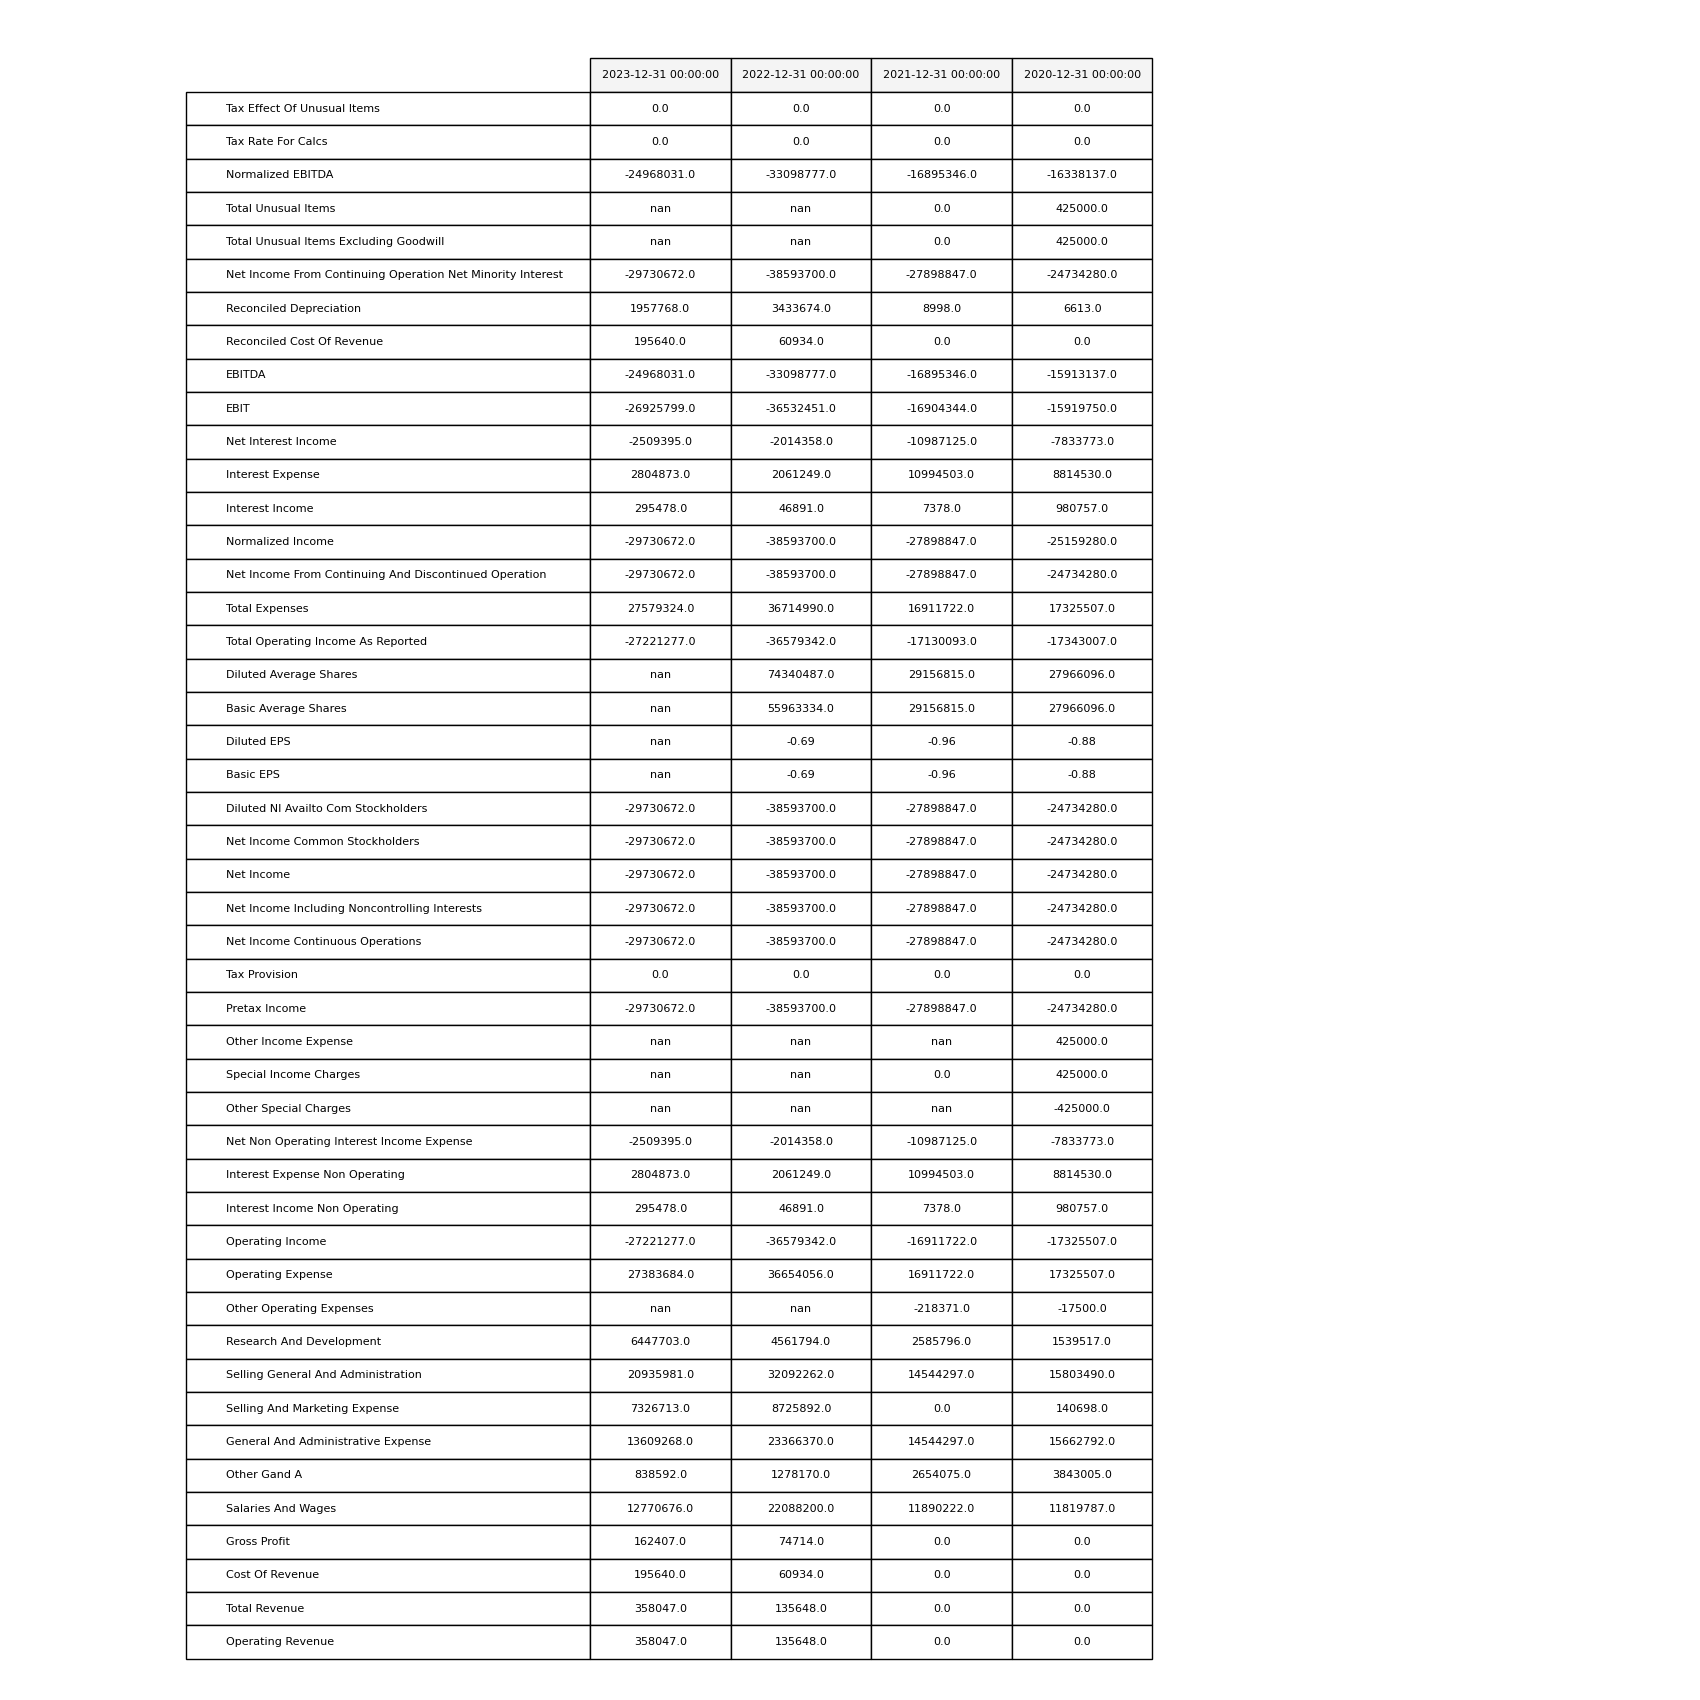 2023-12-31 00:00:00 2022-12-31 00:00:00 2021-12-31 00:00:00 2020-12-31 00:00:00
Tax Effect Of Unusual Items 0.0 0.0 0.0 0.0
Tax Rate For Calcs 0.0 0.0 0.0 0.0
Normalized EBITDA -24968031.0 -33098777.0 -16895346.0 -16338137.0
Total Unusual Items nan nan 0.0 425000.0
Total Unusual Items Excluding Goodwill nan nan 0.0 425000.0
Net Income From Continuing Operation Net Minority Interest -29730672.0 -38593700.0 -27898847.0 -24734280.0
Reconciled Depreciation 1957768.0 3433674.0 8998.0 6613.0
Reconciled Cost Of Revenue 195640.0 60934.0 0.0 0.0
EBITDA -24968031.0 -33098777.0 -16895346.0 -15913137.0
EBIT -26925799.0 -36532451.0 -16904344.0 -15919750.0
Net Interest Income -2509395.0 -2014358.0 -10987125.0 -7833773.0
Interest Expense 2804873.0 2061249.0 10994503.0 8814530.0
Interest Income 295478.0 46891.0 7378.0 980757.0
Normalized Income -29730672.0 -38593700.0 -27898847.0 -25159280.0
Net Income From Continuing And Discontinued Operation -29730672.0 -38593700.0 -27898847.0 -24734280.0
Total Expenses 27579324.0 36714990.0 16911722.0 17325507.0
Total Operating Income As Reported -27221277.0 -36579342.0 -17130093.0 -17343007.0
Diluted Average Shares nan 74340487.0 29156815.0 27966096.0
Basic Average Shares nan 55963334.0 29156815.0 27966096.0
Diluted EPS nan -0.69 -0.96 -0.88
Basic EPS nan -0.69 -0.96 -0.88
Diluted NI Availto Com Stockholders -29730672.0 -38593700.0 -27898847.0 -24734280.0
Net Income Common Stockholders -29730672.0 -38593700.0 -27898847.0 -24734280.0
Net Income -29730672.0 -38593700.0 -27898847.0 -24734280.0
Net Income Including Noncontrolling Interests -29730672.0 -38593700.0 -27898847.0 -24734280.0
Net Income Continuous Operations -29730672.0 -38593700.0 -27898847.0 -24734280.0
Tax Provision 0.0 0.0 0.0 0.0
Pretax Income -29730672.0 -38593700.0 -27898847.0 -24734280.0
Other Income Expense nan nan nan 425000.0
Special Income Charges nan nan 0.0 425000.0
Other Special Charges nan nan nan -425000.0
Net Non Operating Interest Income Expense -2509395.0 -2014358.0 -10987125.0 -7833773.0
Interest Expense Non Operating 2804873.0 2061249.0 10994503.0 8814530.0
Interest Income Non Operating 295478.0 46891.0 7378.0 980757.0
Operating Income -27221277.0 -36579342.0 -16911722.0 -17325507.0
Operating Expense 27383684.0 36654056.0 16911722.0 17325507.0
Other Operating Expenses nan nan -218371.0 -17500.0
Research And Development 6447703.0 4561794.0 2585796.0 1539517.0
Selling General And Administration 20935981.0 32092262.0 14544297.0 15803490.0
Selling And Marketing Expense 7326713.0 8725892.0 0.0 140698.0
General And Administrative Expense 13609268.0 23366370.0 14544297.0 15662792.0
Other Gand A 838592.0 1278170.0 2654075.0 3843005.0
Salaries And Wages 12770676.0 22088200.0 11890222.0 11819787.0
Gross Profit 162407.0 74714.0 0.0 0.0
Cost Of Revenue 195640.0 60934.0 0.0 0.0
Total Revenue 358047.0 135648.0 0.0 0.0
Operating Revenue 358047.0 135648.0 0.0 0.0